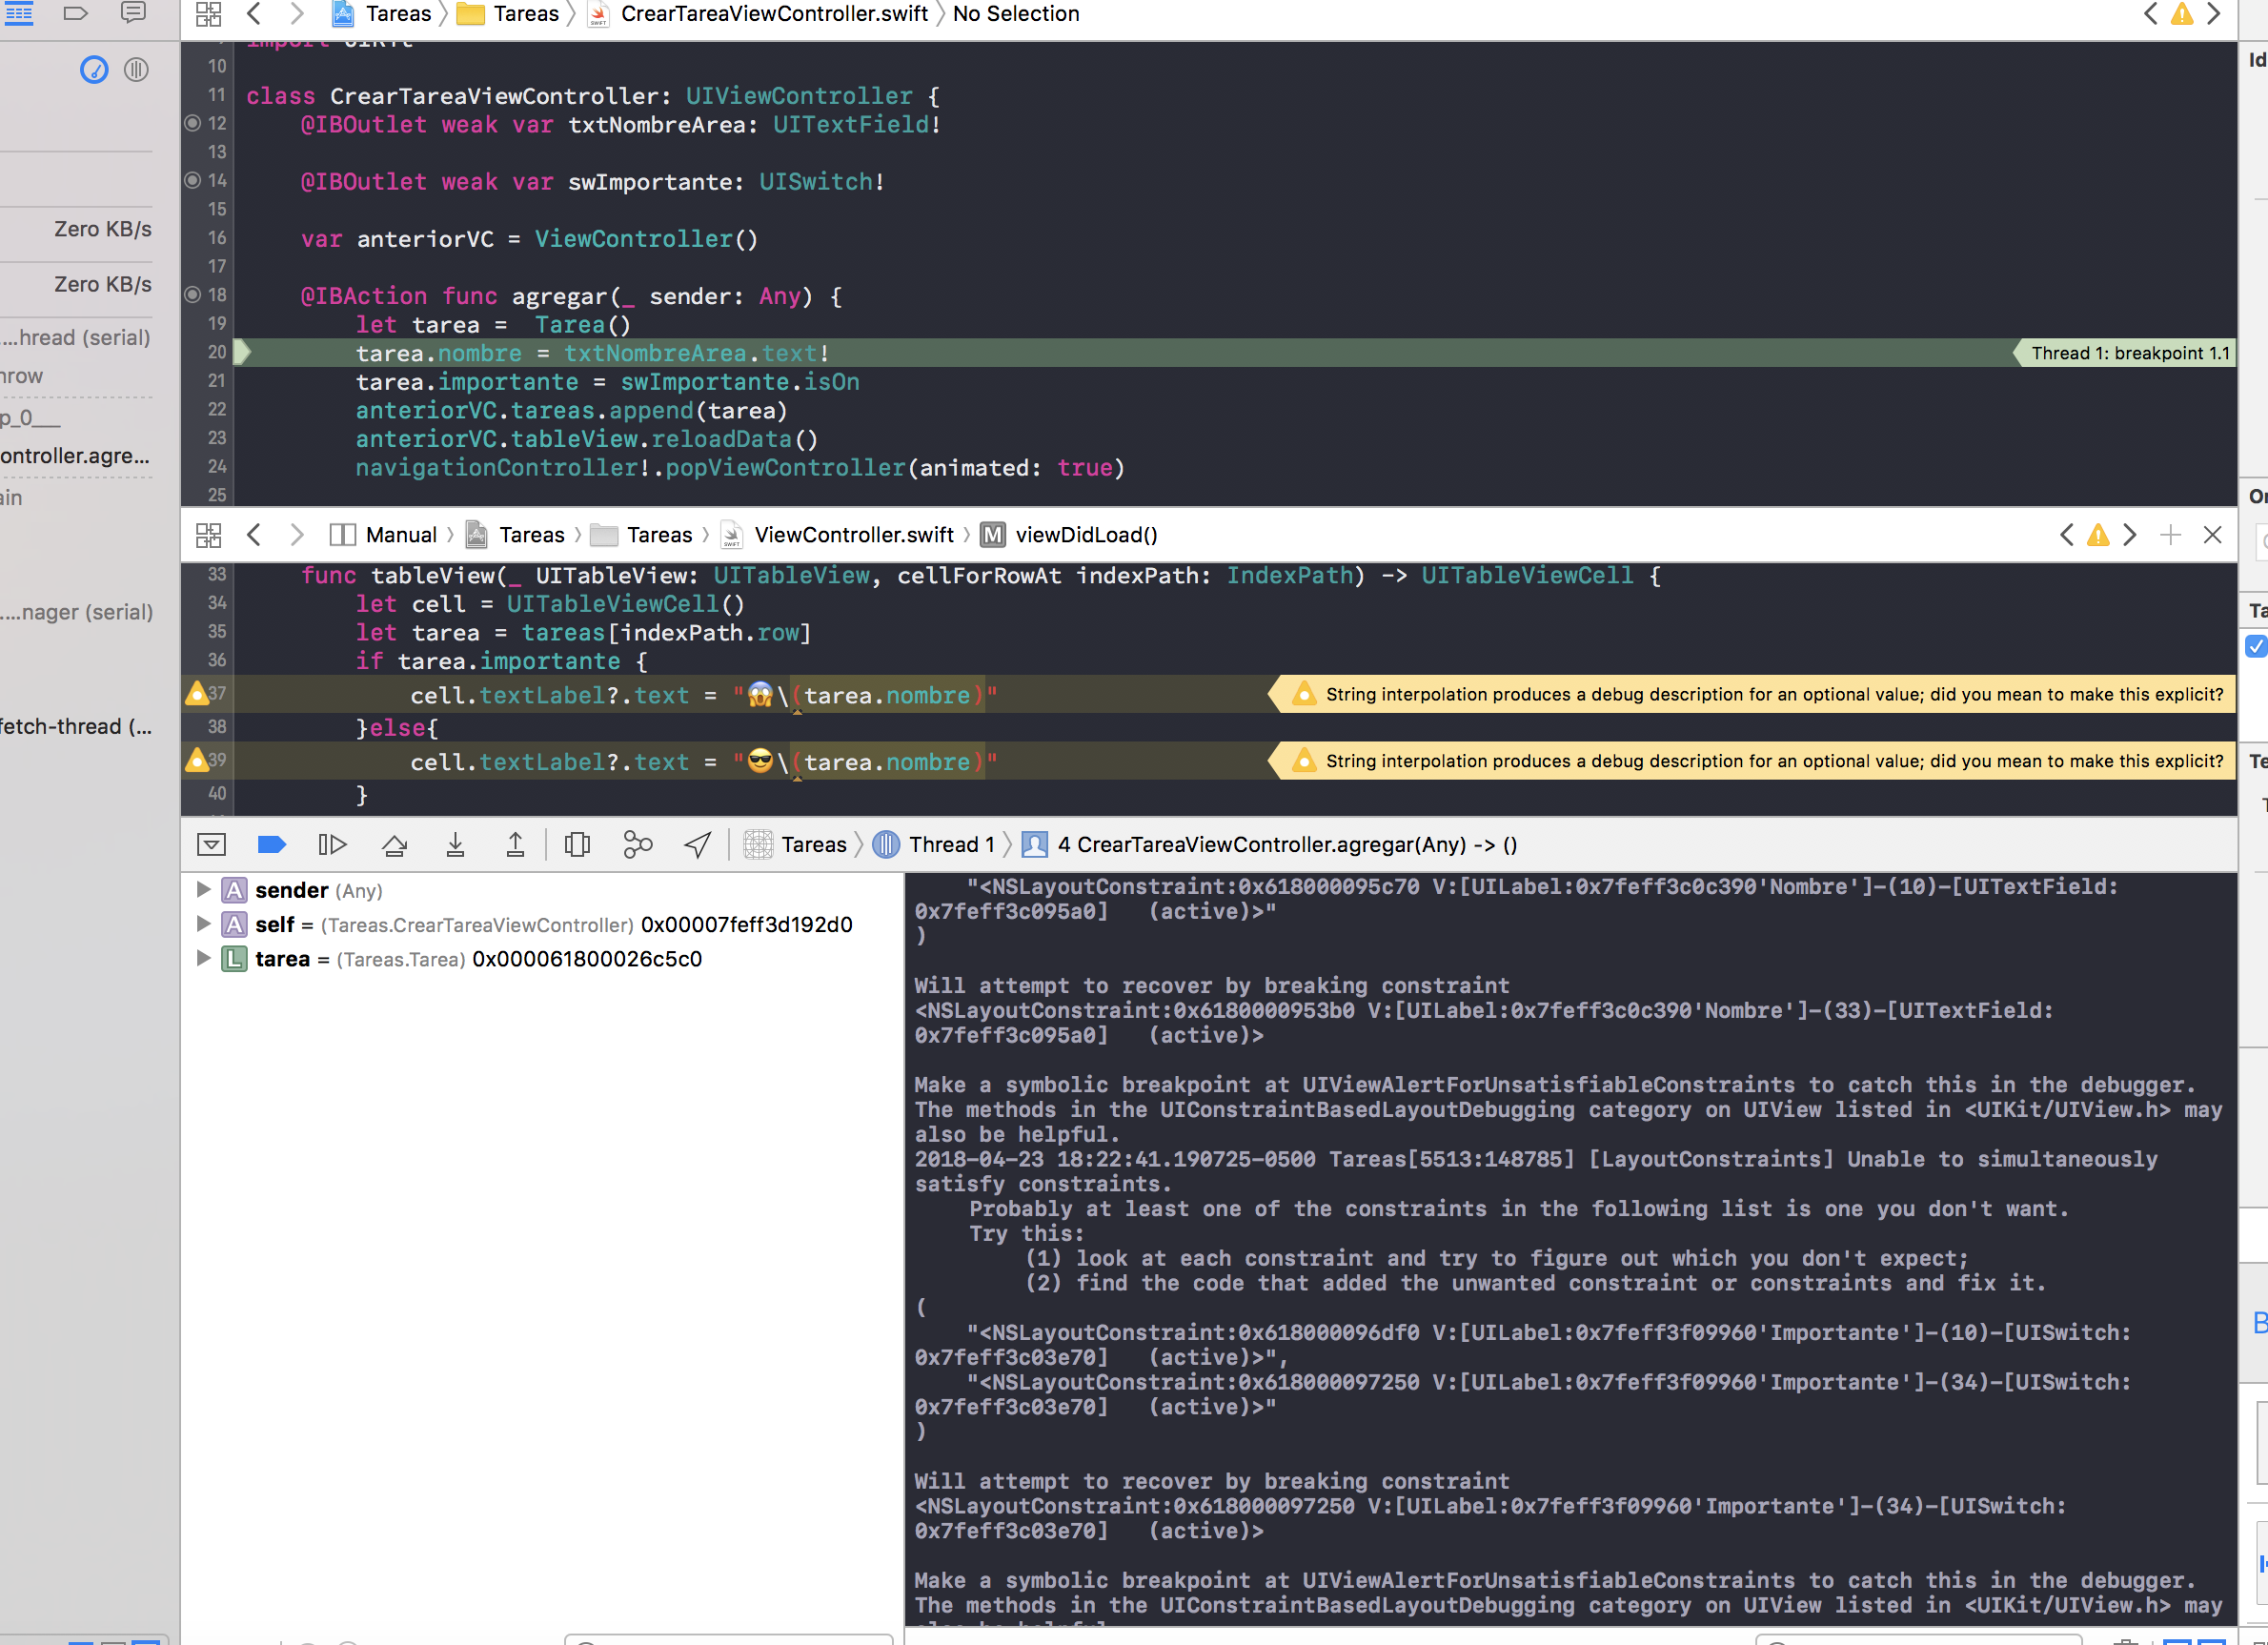 Tareas Tareas CrearTareaViewController.swift No Selection
10
11 class CrearTareaViewController: UIViewController {
12 @IBOutlet weak var txtNombreArea: UITextField!
13
14 @IBOutlet weak var swImportante: UISwitch!
15
16 var anteriorVC = ViewController()
17
18 @IBAction func agregar(_ sender: Any) {
19 let tarea =  Tarea()
20 tarea.nombre = txtNombreArea.text! Thread 1: breakpoint 1.1
21 tarea.importante = swImportante.isOn
22 anteriorVC.tareas.append(tarea)
23 anteriorVC.tableView.reloadData()
24 navigationController!.popViewController(animated: true)
25
Zero KB/s
Zero KB/s
...hread (serial)
hrow
p_0___
ontroller.agre...
ain
....nager (serial)
fetch-thread (...
Manual Tareas Tareas ViewController.swift M viewDidLoad()
33 func tableView(_ UITableView: UITableView, cellForRowAt indexPath: IndexPath) -> UITableViewCell {
34 let cell = UITableViewCell()
35 let tarea = tareas[indexPath.row]
36 if tarea.importante {
37 cell.textLabel?.text = "😱\(tarea.nombre)" String interpolation produces a debug description for an optional value; did you mean to make this explicit?
38 }else{
39 cell.textLabel?.text = "😎\(tarea.nombre)" String interpolation produces a debug description for an optional value; did you mean to make this explicit?
40 }
Tareas Thread 1 4 CrearTareaViewController.agregar(Any) -> ()
A sender (Any)
A self = (Tareas.CrearTareaViewController) 0x00007feff3d192d0
L tarea = (Tareas.Tarea) 0x000061800026c5c0
"<NSLayoutConstraint:0x618000095c70 V:[UILabel:0x7feff3c0c390'Nombre']-(10)-[UITextField:
0x7feff3c095a0]   (active)>"
)
Will attempt to recover by breaking constraint
<NSLayoutConstraint:0x6180000953b0 V:[UILabel:0x7feff3c0c390'Nombre']-(33)-[UITextField:
0x7feff3c095a0]   (active)>
Make a symbolic breakpoint at UIViewAlertForUnsatisfiableConstraints to catch this in the debugger.
The methods in the UIConstraintBasedLayoutDebugging category on UIView listed in <UIKit/UIView.h> may
also be helpful.
2018-04-23 18:22:41.190725-0500 Tareas[5513:148785] [LayoutConstraints] Unable to simultaneously
satisfy constraints.
Probably at least one of the constraints in the following list is one you don't want.
Try this:
(1) look at each constraint and try to figure out which you don't expect;
(2) find the code that added the unwanted constraint or constraints and fix it.
(
"<NSLayoutConstraint:0x618000096df0 V:[UILabel:0x7feff3f09960'Importante']-(10)-[UISwitch:
0x7feff3c03e70]   (active)>",
"<NSLayoutConstraint:0x618000097250 V:[UILabel:0x7feff3f09960'Importante']-(34)-[UISwitch:
0x7feff3c03e70]   (active)>"
)
Will attempt to recover by breaking constraint
<NSLayoutConstraint:0x618000097250 V:[UILabel:0x7feff3f09960'Importante']-(34)-[UISwitch:
0x7feff3c03e70]   (active)>
Make a symbolic breakpoint at UIViewAlertForUnsatisfiableConstraints to catch this in the debugger.
The methods in the UIConstraintBasedLayoutDebugging category on UIView listed in <UIKit/UIView.h> may